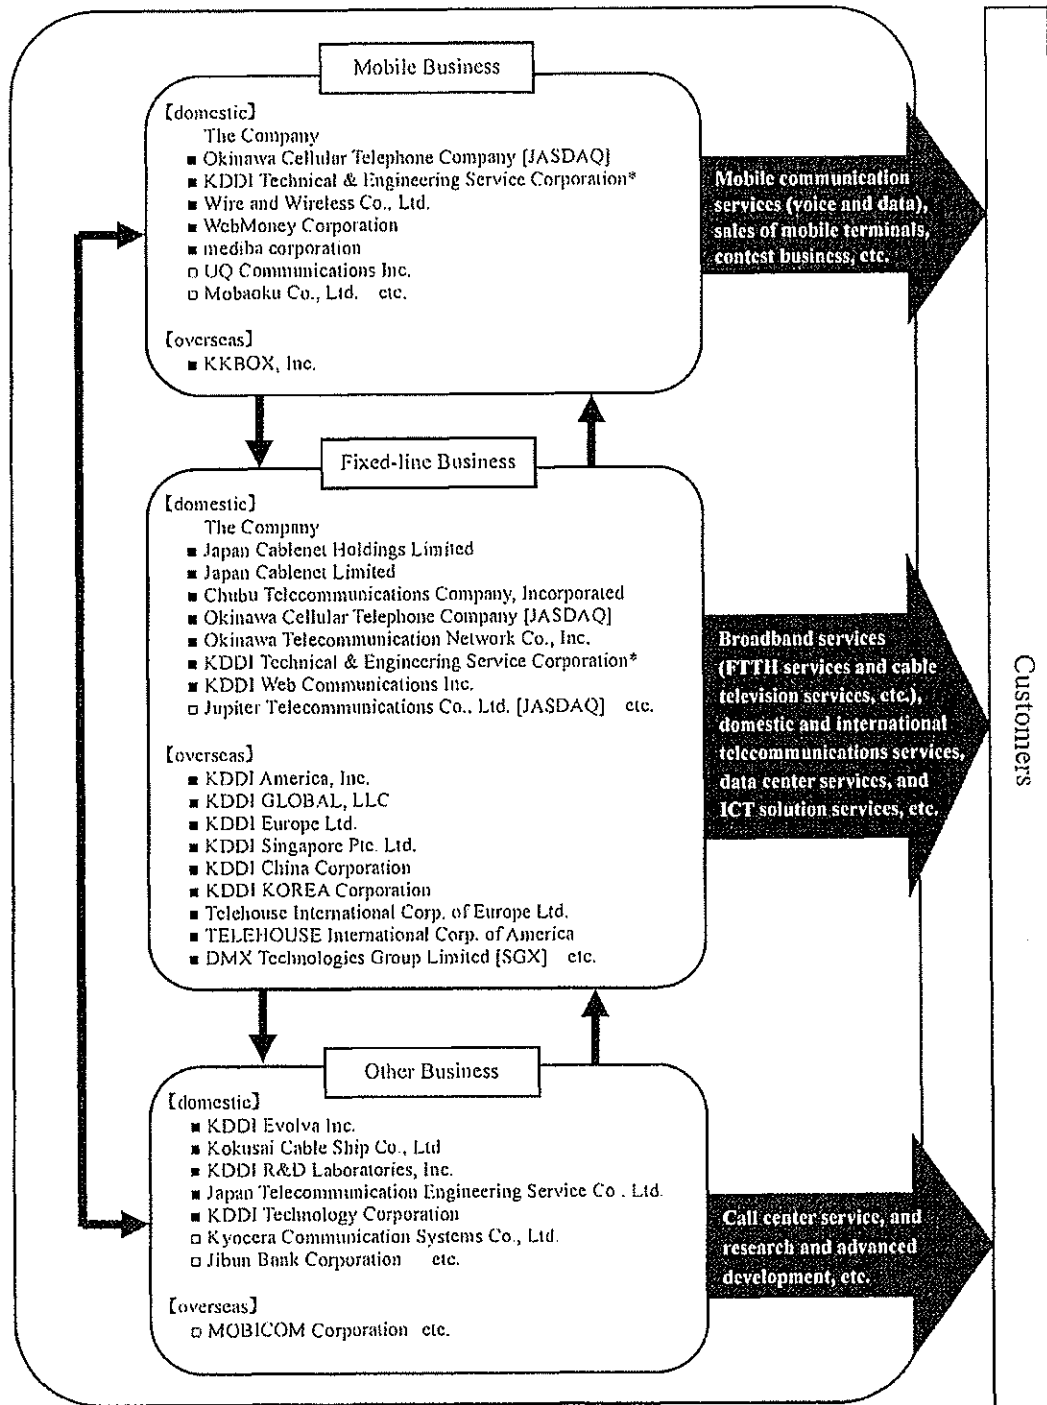 Mobile Business
【domestic】
The Company
■ Okinawa Cellular Telephone Company [JASDAQ]
■ KDDI Technical & Engineering Service Corporation*
■ Wire and Wireless Co., Ltd.
■ WebMoney Corporation
■ mediba corporation
□ UQ Communications Inc.
□ Mobaoku Co., Ltd. etc.
【overseas】
■ KKBOX, Inc.
Mobile communication
services (voice and data),
sales of mobile terminals,
contest business, etc.
Fixed-line Business
【domestic】
The Company
■ Japan Cablenet Holdings Limited
■ Japan Cablenet Limited
■ Chubu Telecommunications Company, Incorporated
■ Okinawa Cellular Telephone Company [JASDAQ]
■ Okinawa Telecommunication Network Co., Inc.
■ KDDI Technical & Engineering Service Corporation*
■ KDDI Web Communications Inc.
□ Jupiter Telecommunications Co., Ltd. [JASDAQ] etc.
【overseas】
■ KDDI America, Inc.
■ KDDI GLOBAL, LLC
■ KDDI Europe Ltd.
■ KDDI Singapore Pte. Ltd.
■ KDDI China Corporation
■ KDDI KOREA Corporation
■ Telehouse International Corp. of Europe Ltd.
■ TELEHOUSE International Corp. of America
■ DMX Technologies Group Limited [SGX] etc.
Broadband services
(FTTH services and cable
television services, etc.),
domestic and international
telecommunications services,
data center services, and
ICT solution services, etc.
Other Business
【domestic】
■ KDDI Evolva Inc.
■ Kokusai Cable Ship Co., Ltd
■ KDDI R&D Laboratories, Inc.
■ Japan Telecommunication Engineering Service Co . Ltd.
■ KDDI Technology Corporation
□ Kyocera Communication Systems Co., Ltd.
□ Jibun Bank Corporation etc.
【overseas】
□ MOBICOM Corporation etc.
Call center service, and
research and advanced
development, etc.
Customers